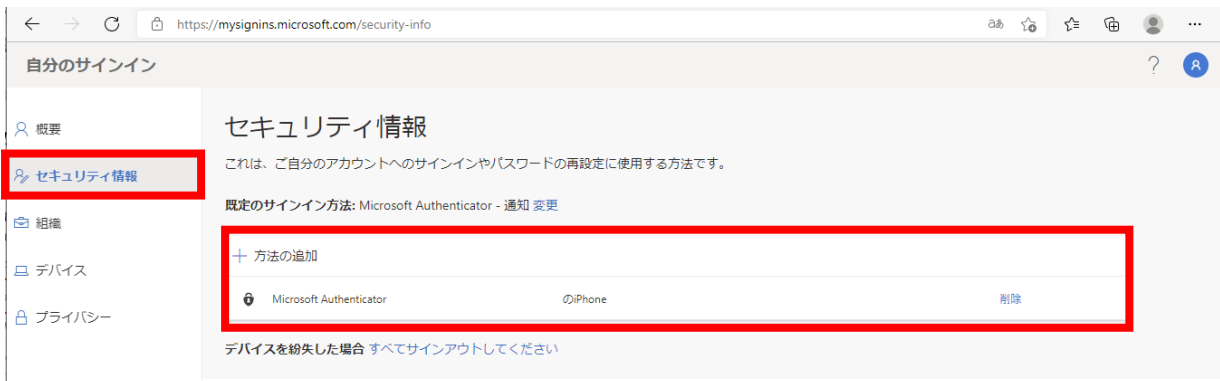 https://mysignins.microsoft.com/security-info
自分のサインイン
?
概要
セキュリティ情報
組織
デバイス
プライバシー
セキュリティ情報
これは、ご自分のアカウントへのサインインやパスワードの再設定に使用する方法です。
既定のサインイン方法: Microsoft Authenticator - 通知 変更
+ 方法の追加
Microsoft Authenticator のiPhone 削除
デバイスを紛失した場合 すべてサインアウトしてください